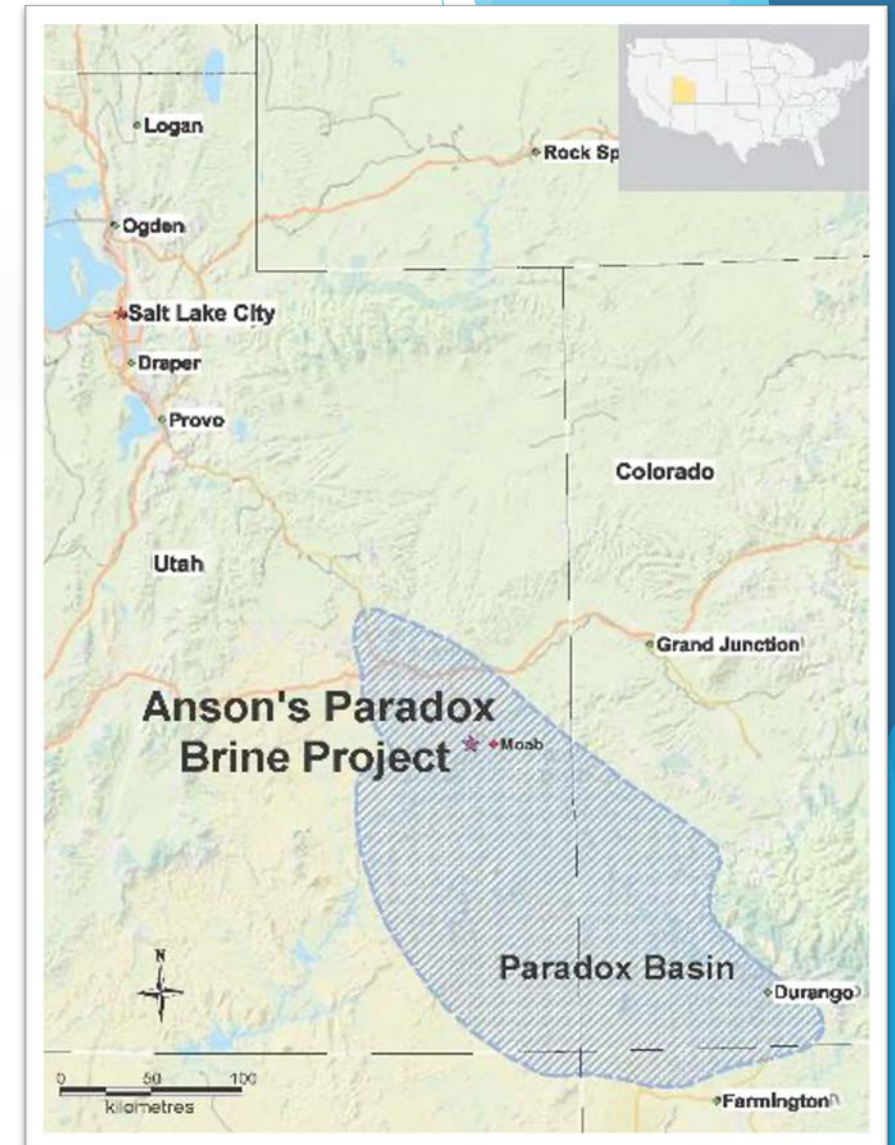 Logan
Rock Sp
Ogden
Salt Lake City
Draper
Provo
Colorado
Utah
Grand Junction
Anson's Paradox
Brine Project
Moab
Paradox Basin
N
Durango
0 50 100
kilometres
Farmington